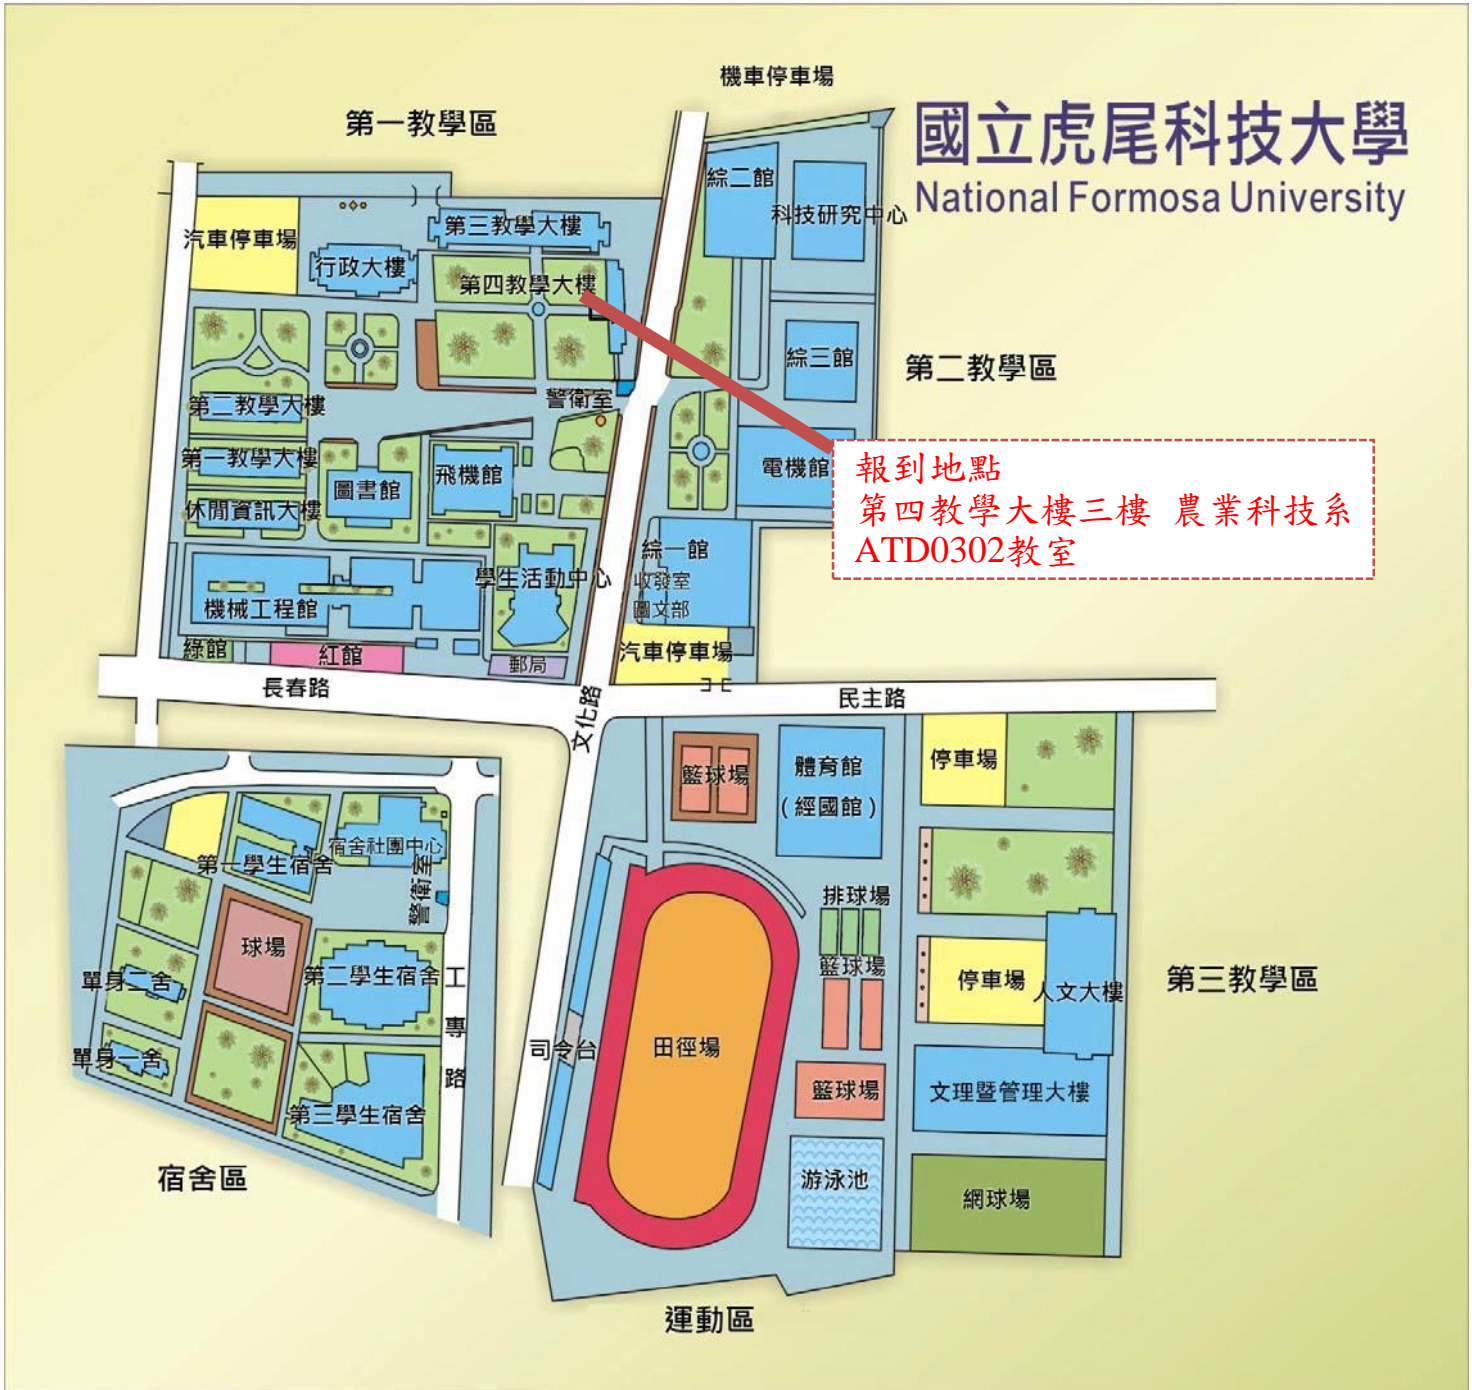 機車停車場
國立虎尾科技大學
National Formosa University
第一教學區
綜二館
科技研究中心
汽車停車場
第三教學大樓
行政大樓
第四教學大樓
綜三館
第二教學區
第二教學大樓
警衛室
第一教學大樓
圖書館
飛機館
電機館
報到地點
第四教學大樓三樓 農業科技系
ATD0302教室
休閒資訊大樓
綜一館
收發室
圖文部
學生活動中心
機械工程館
綠館
紅館
郵局
汽車停車場
長春路
文化路
民主路
籃球場
體育館
(經國館)
停車場
宿舍社團中心
第一學生宿舍
警衛室
排球場
球場
籃球場
第二學生宿舍
工專路
單身二舍
停車場
人文大樓
第三教學區
單身一舍
司令台
田徑場
籃球場
文理暨管理大樓
第三學生宿舍
宿舍區
游泳池
網球場
運動區